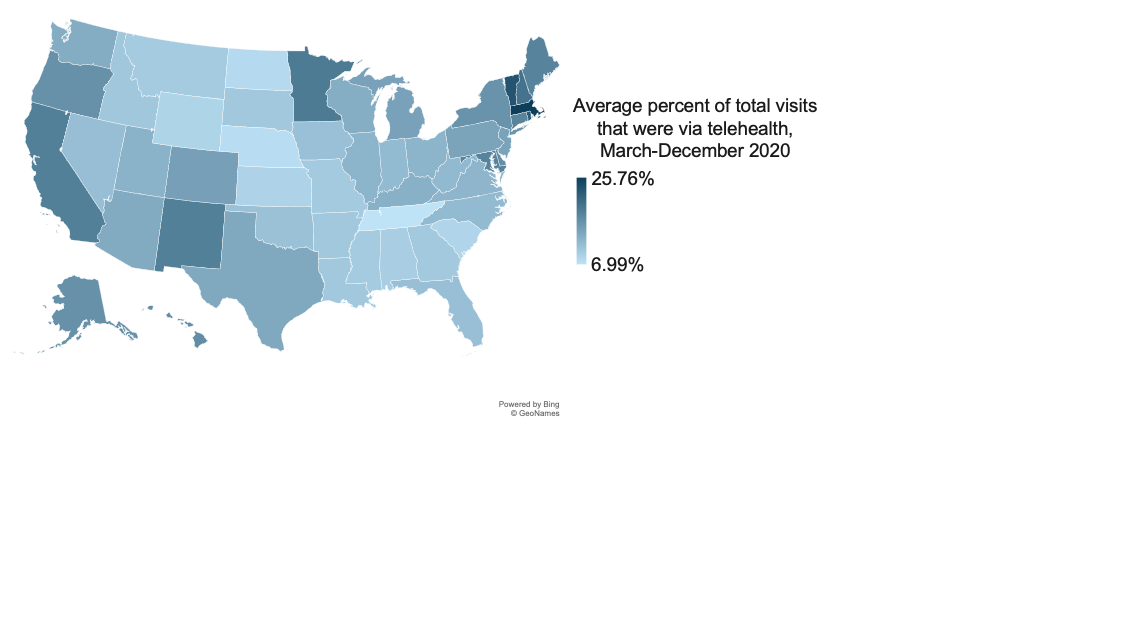 Average percent of total visits
that were via telehealth,
March-December 2020
25.76%
6.99%
Powered by Bing
© GeoNames